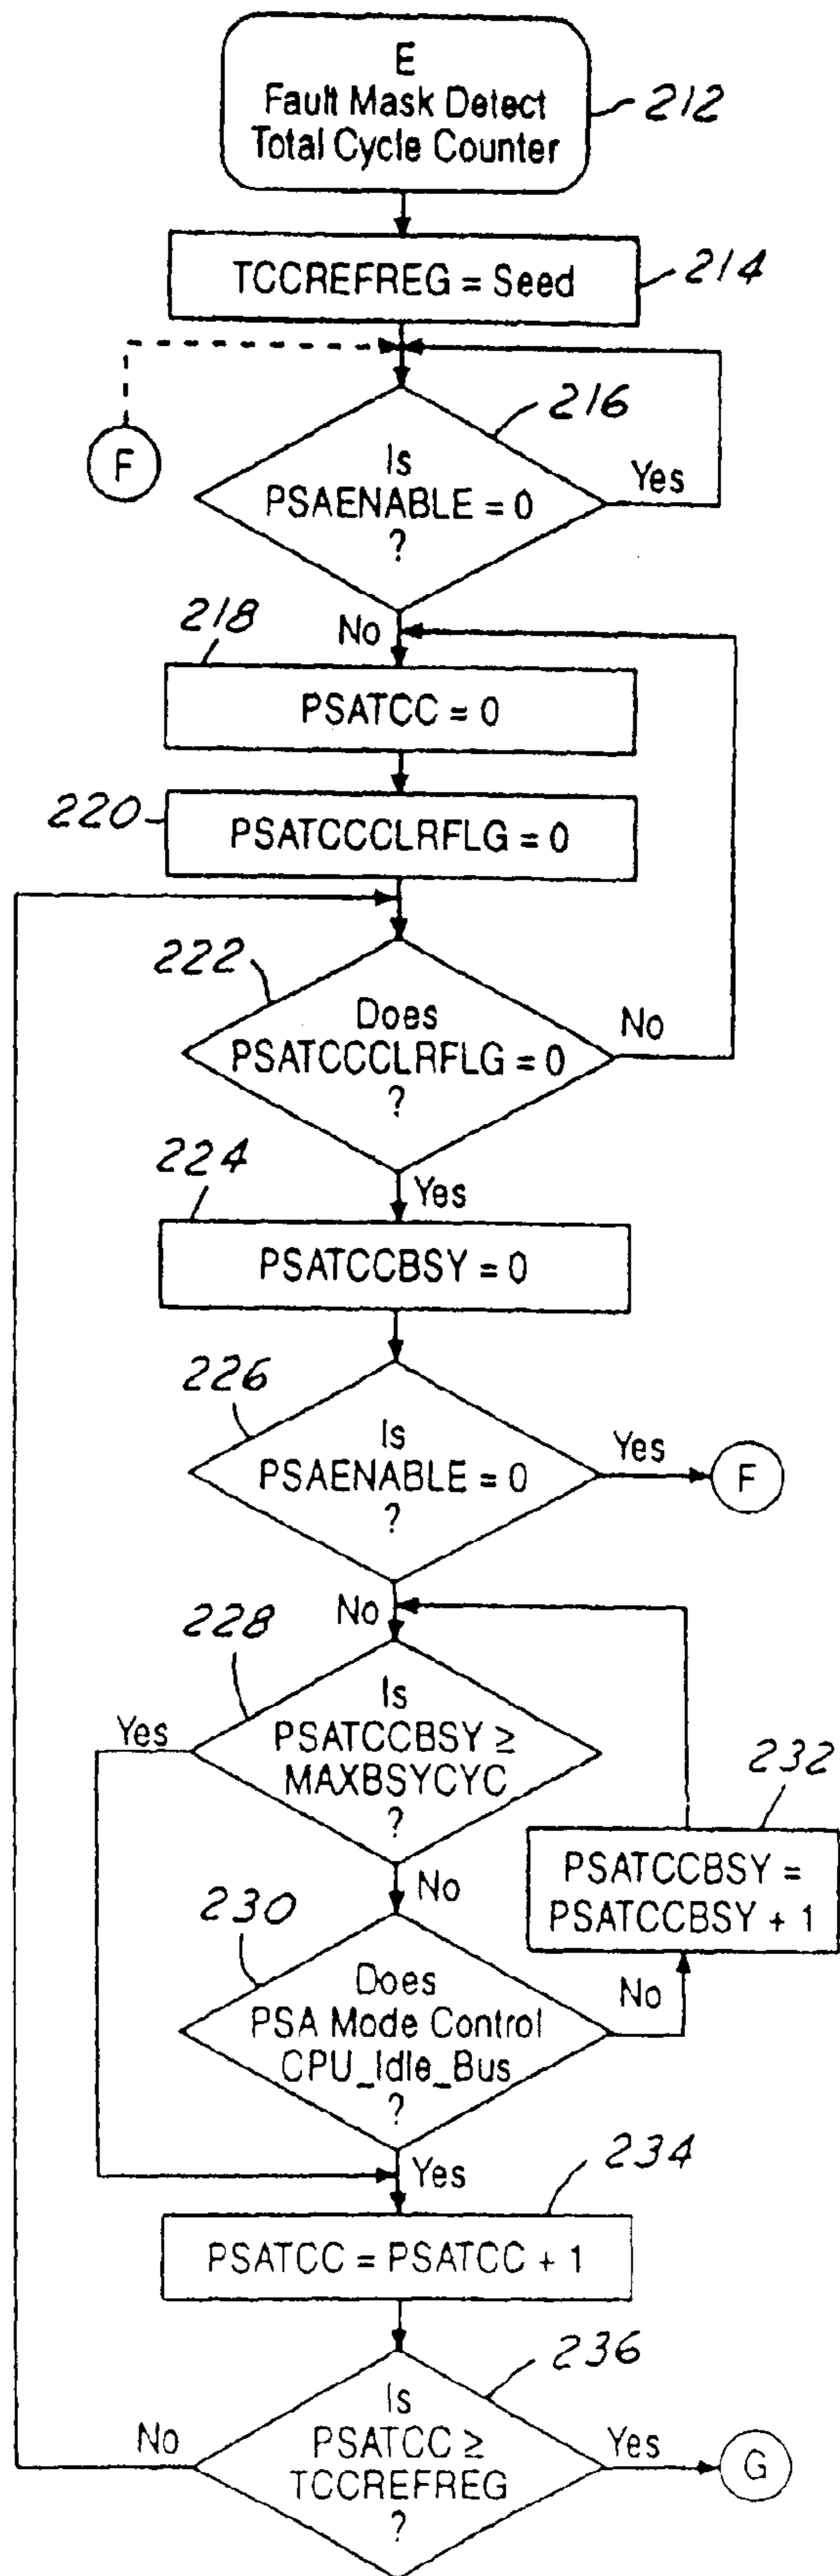 E
Fault Mask Detect
Total Cycle Counter
212
TCCREFREG = Seed
214
F
216
Is
PSAENABLE = 0
?
Yes
No
218
PSATCC = 0
220
PSATCCCLRFLG = 0
222
Does
PSATCCCLRFLG = 0
?
No
Yes
224
PSATCCBSY = 0
226
Is
PSAENABLE = 0
?
Yes
F
No
228
Is
PSATCCBSY ≥
MAXBSYCYC
?
Yes
No
232
PSATCCBSY =
PSATCCBSY + 1
230
Does
PSA Mode Control
CPU_Idle_Bus
?
No
Yes
234
PSATCC = PSATCC + 1
236
Is
PSATCC ≥
TCCREFREG
?
No
Yes
G